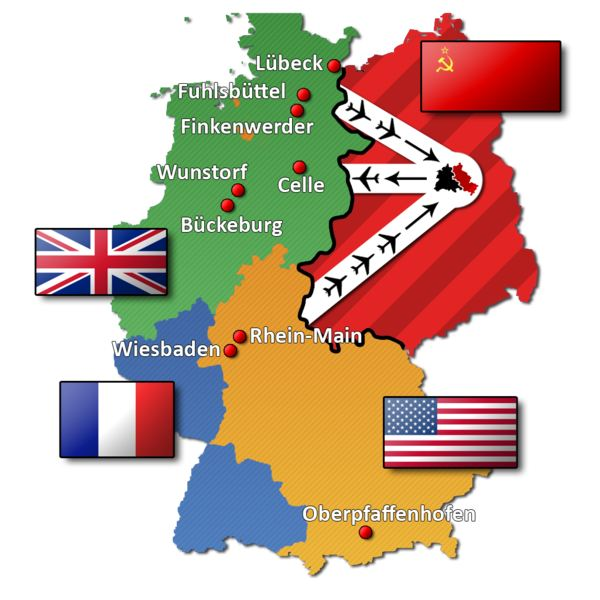 Lübeck
Fuhlsbüttel
Finkenwerder
Wunstorf
Celle
Bückeburg
Rhein-Main
Wiesbaden
Oberpfaffenhofen